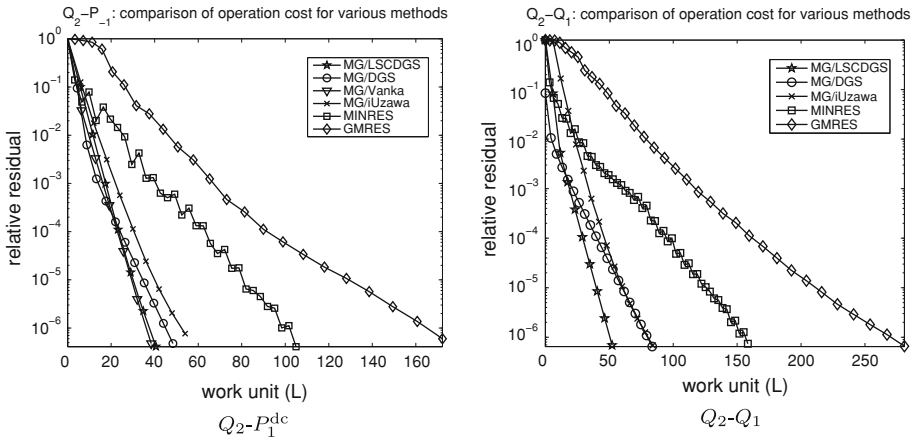 Q2−P−1: comparison of operation cost for various methods
10^0
10^−1
10^−2
10^−3
10^−4
10^−5
10^−6
relative residual
MG/LSCDGS
MG/DGS
MG/Vanka
MG/iUzawa
MINRES
GMRES
0 20 40 60 80 100 120 140 160
work unit (L)
Q2-P1^dc
Q2−Q1: comparison of operation cost for various methods
10^0
10^−1
10^−2
10^−3
10^−4
10^−5
10^−6
relative residual
MG/LSCDGS
MG/DGS
MG/iUzawa
MINRES
GMRES
0 50 100 150 200 250
work unit (L)
Q2-Q1